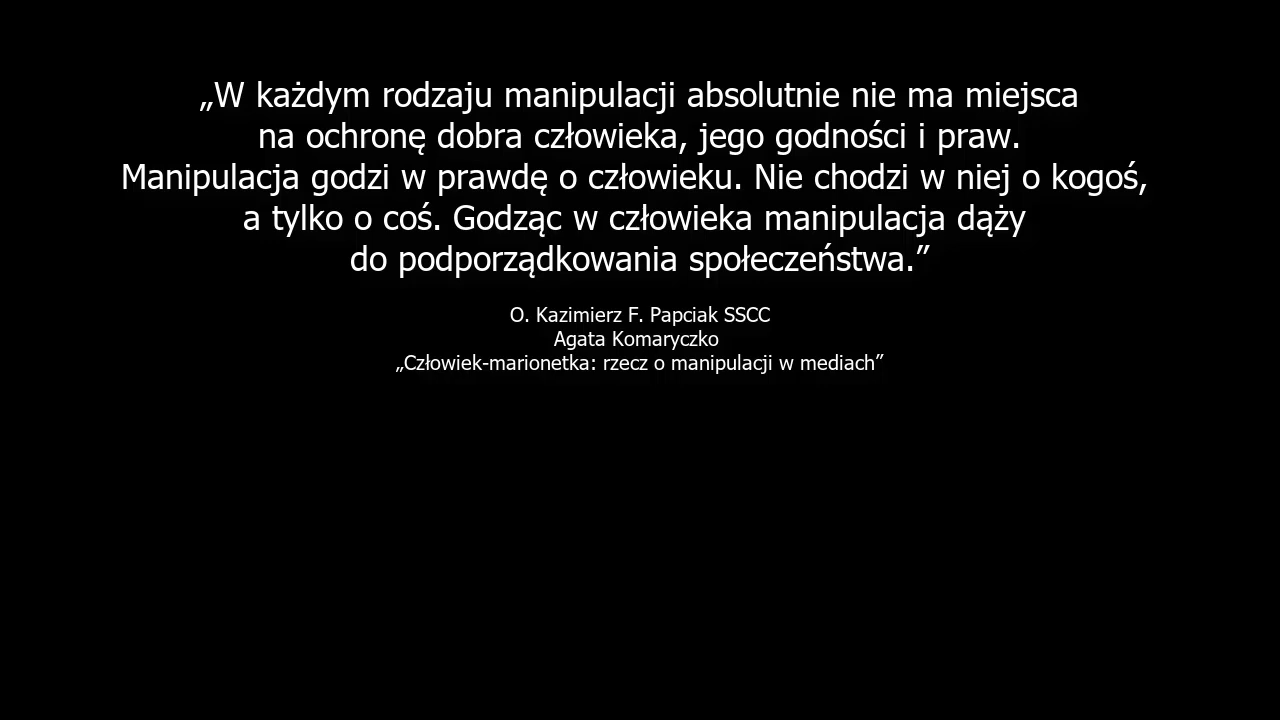 „W każdym rodzaju manipulacji absolutnie nie ma miejsca
na ochronę dobra człowieka, jego godności i praw.
Manipulacja godzi w prawdę o człowieku. Nie chodzi w niej o kogoś,
a tylko o coś. Godząc w człowieka manipulacja dąży
do podporządkowania społeczeństwa.”
O. Kazimierz F. Papciak SSCC
Agata Komaryczko
„Człowiek-marionetka: rzecz o manipulacji w mediach”